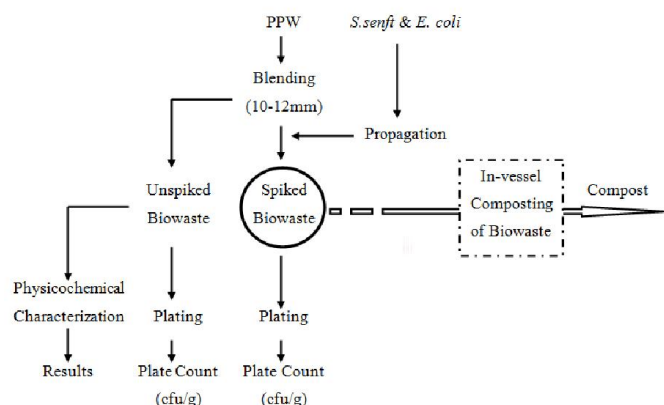 PPW
S.senft & E. coli
Blending
(10-12mm)
Propagation
Unspiked
Biowaste
Spiked
Biowaste
In-vessel
Composting
of Biowaste
Compost
Physicochemical
Characterization
Plating
Plating
Results
Plate Count
(cfu/g)
Plate Count
(cfu/g)